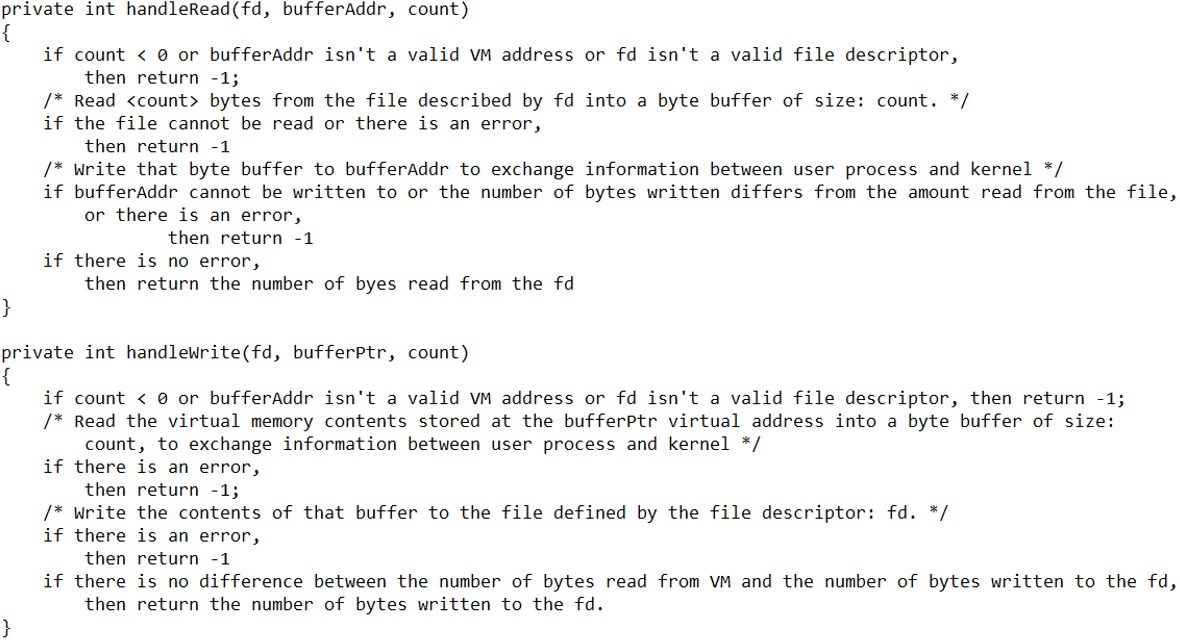 private int handleRead(fd, bufferAddr, count)
{
    if count < 0 or bufferAddr isn't a valid VM address or fd isn't a valid file descriptor,
        then return -1;
    /* Read <count> bytes from the file described by fd into a byte buffer of size: count. */
    if the file cannot be read or there is an error,
        then return -1
    /* Write that byte buffer to bufferAddr to exchange information between user process and kernel */
    if bufferAddr cannot be written to or the number of bytes written differs from the amount read from the file,
        or there is an error,
                then return -1
    if there is no error,
        then return the number of byes read from the fd
}

private int handleWrite(fd, bufferPtr, count)
{
    if count < 0 or bufferAddr isn't a valid VM address or fd isn't a valid file descriptor, then return -1;
    /* Read the virtual memory contents stored at the bufferPtr virtual address into a byte buffer of size:
        count, to exchange information between user process and kernel */
    if there is an error,
        then return -1;
    /* Write the contents of that buffer to the file defined by the file descriptor: fd. */
    if there is an error,
        then return -1
    if there is no difference between the number of bytes read from VM and the number of bytes written to the fd,
        then return the number of bytes written to the fd.
}